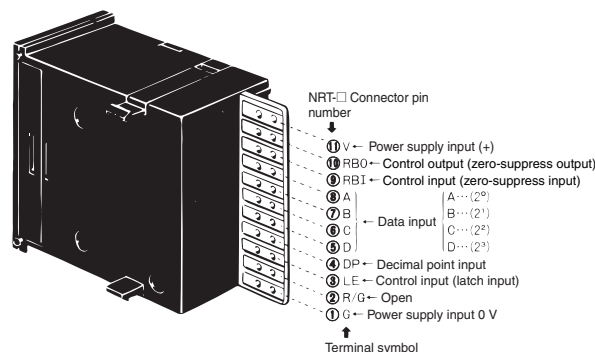 NRT-□ Connector pin
number
⑪ V ← Power supply input (+)
⑩ RBO ← Control output (zero-suppress output)
⑨ RBI ← Control input (zero-suppress input)
⑧ A A⋯(2⁰)
⑦ B B⋯(2¹)
← Data input
⑥ C C⋯(2²)
⑤ D D⋯(2³)
④ DP ← Decimal point input
③ LE ← Control input (latch input)
② R/G ← Open
① G ← Power supply input 0 V
Terminal symbol